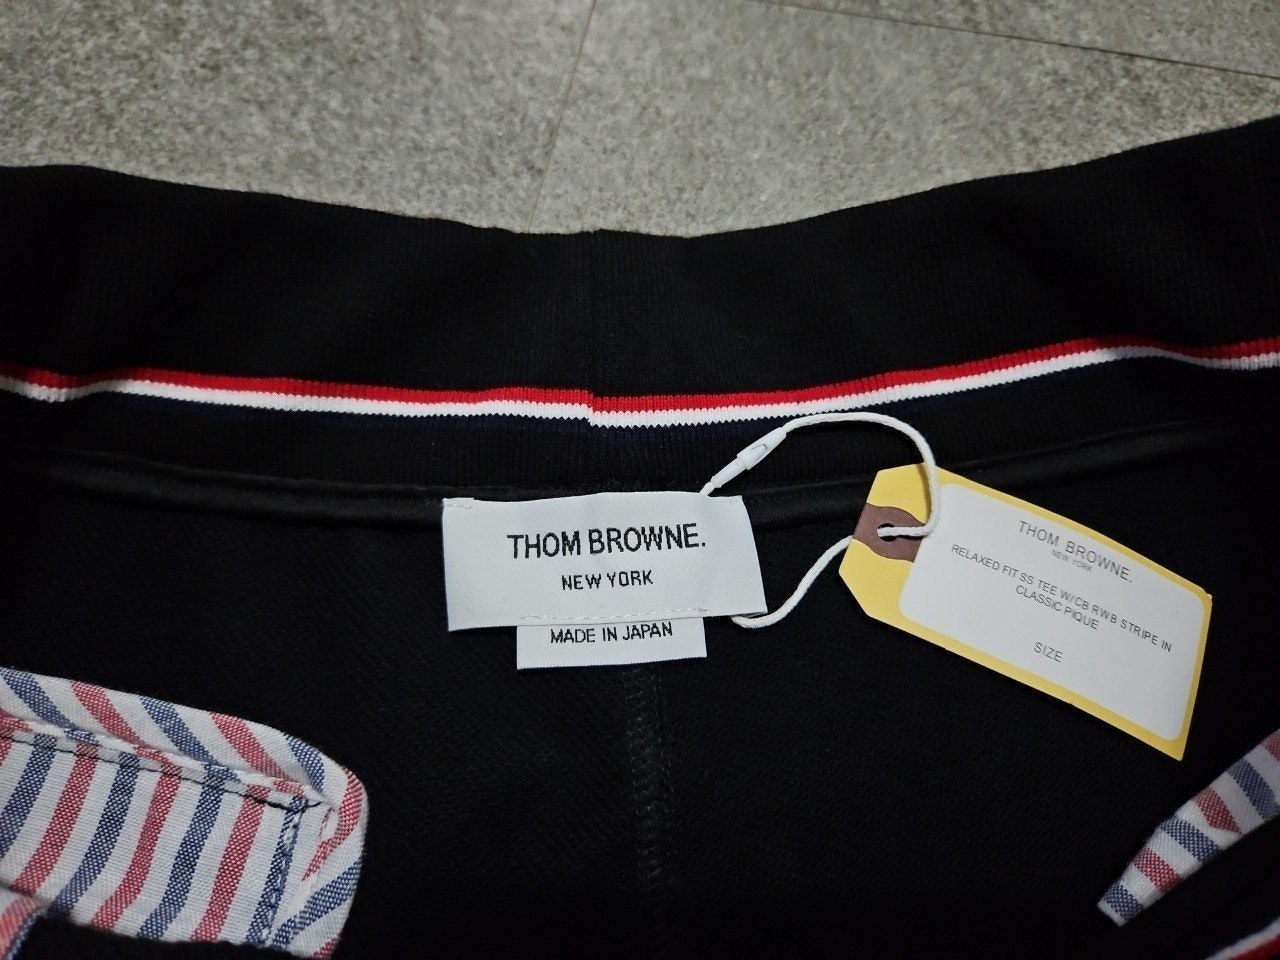 THOM BROWNE.
NEW YORK
MADE IN JAPAN
THOM BROWNE.
NEW YORK
RELAXED FIT SS TEE W/CB RWB STRIPE IN
CLASSIC PIQUE
SIZE